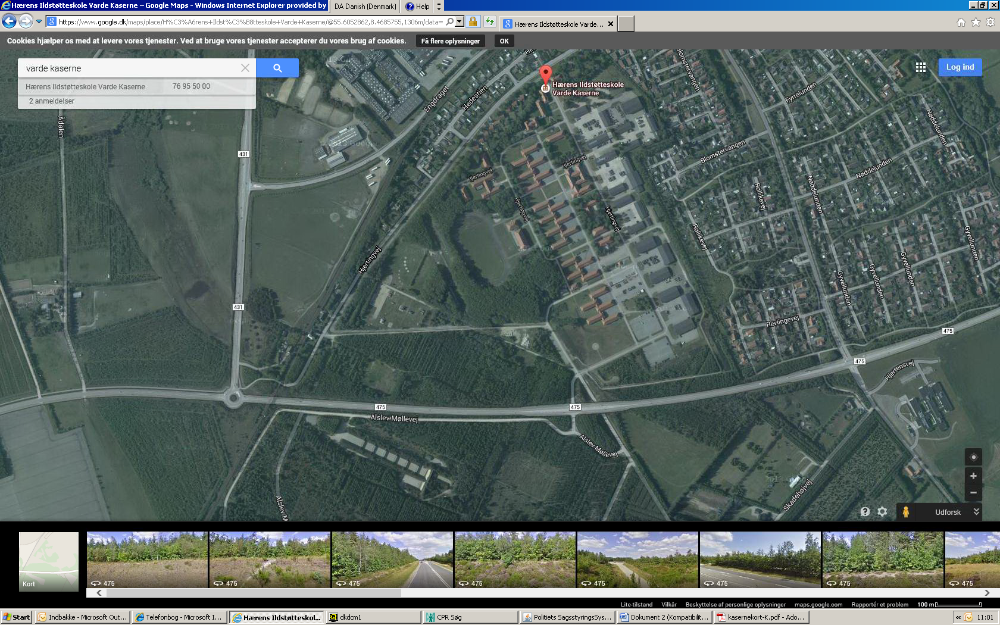 Hærens Ildstøtteskole Varde Kaserne – Google Maps - Windows Internet Explorer provided by
DA Danish (Denmark)
Help
https://www.google.dk/maps/place/H%C3%A6rens+Ildst%C3%B8tteskole+Varde+Kaserne/@55.6052862,8.4685755,1306m/data=
Hærens Ildstøtteskole Varde...
Cookies hjælper os med at levere vores tjenester. Ved at bruge vores tjenester accepterer du vores brug af cookies.
Få flere oplysninger
OK
varde kaserne
Hærens Ildstøtteskole Varde Kaserne
76 95 50 00
2 anmeldelser
Log ind
Hærens Ildstøtteskole
Varde Kaserne
Ådalen
Engdraget
Hedestien
Blomstervangen
Fyrrelunden
Nøddelunden
431
Blomstervangen
Nøddelunden
Hjertingvej
Hjertingvej
Hjertingvej
Hjertingvej
Røllikevej
Nøddelunden
Røllikevej
Gyvellunden
Gyvellunden
Gyvellunden
Gyvellunden
Hjertingvej
431
Revlingevej
475
475
Hjertensvej
475
475
Alslev Møllevej
Alslev Møllevej
Alslev M
Skadehøjvej
Udforsk
Kort
475
475
475
475
475
475
475
475
Lite-tilstand
Vilkår
Beskyttelse af personlige oplysninger
maps.google.com
Rapportér et problem
100 m
Start
Indbakke - Microsoft Out...
Telefonbog - Microsoft I...
Hærens Ildstøtteskol...
dkdcm1
CPR Søg
Politiets SagsstyringsSys...
Dokument 2 (Kompatibilit...
kasernekort-K.pdf - Ado...
11:01